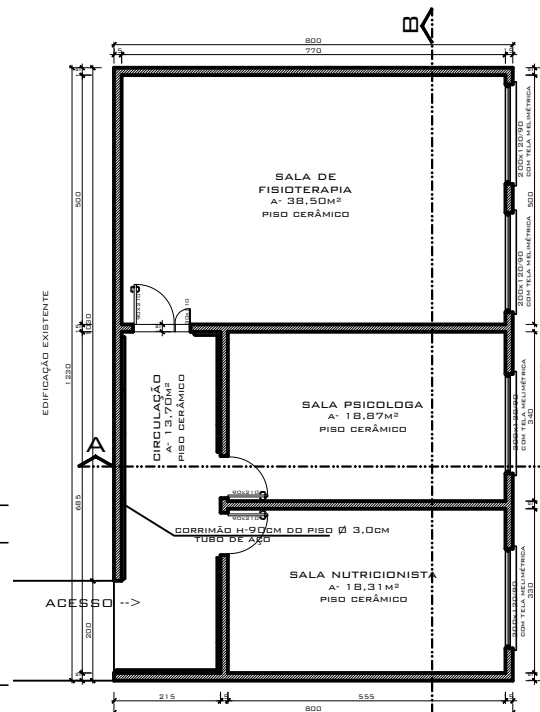 B
800
770
SALA DE
FISIOTERAPIA
A- 38,50m²
PISO CERÂMICO
200x120/90
COM TELA MELIMÉTRICA
500
200x120/90
COM TELA MELIMÉTRICA
500
EDIFICAÇÃO EXISTENTE
1230
1030
90x210
CIRCULAÇÃO
A- 13,70m²
PISO CERÂMICO
SALA PSICOLOGA
A- 18,87m²
PISO CERÂMICO
200x120/90
COM TELA MELIMÉTRICA
340
A
685
90x210
90x210
CORRIMÃO H-90CM DO PISO Ø 3,0CM
TUBO DE AÇO
SALA NUTRICIONISTA
A- 18,31m²
PISO CERÂMICO
200x120/90
COM TELA MELIMÉTRICA
330
ACESSO -->
200
215
555
800